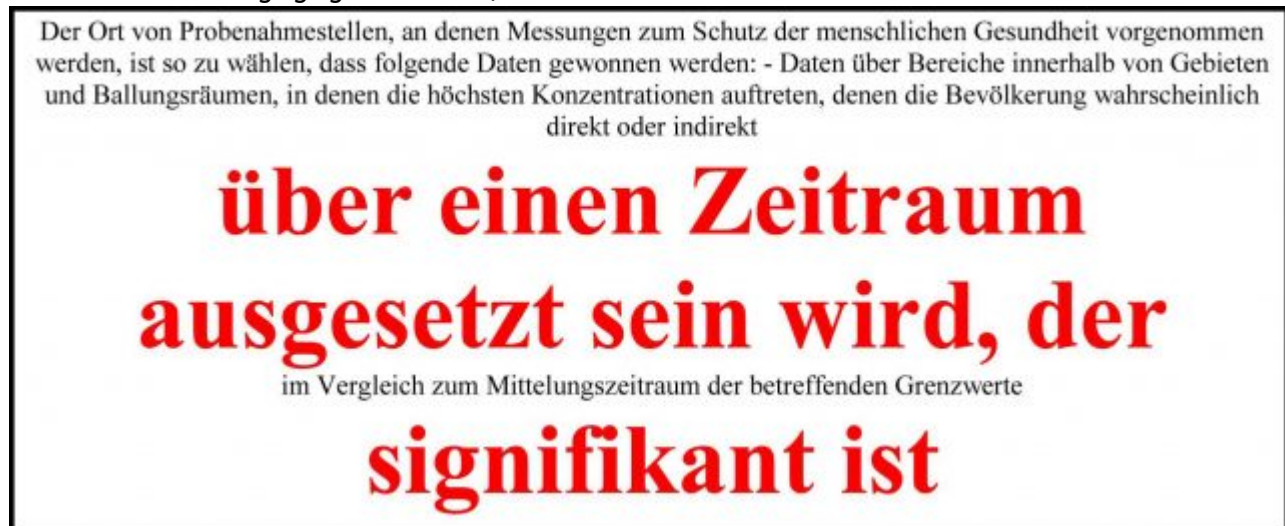 Der Ort von Probenahmestellen, an denen Messungen zum Schutz der menschlichen Gesundheit vorgenommen
werden, ist so zu wählen, dass folgende Daten gewonnen werden: - Daten über Bereiche innerhalb von Gebieten
und Ballungsräumen, in denen die höchsten Konzentrationen auftreten, denen die Bevölkerung wahrscheinlich
direkt oder indirekt
über einen Zeitraum
ausgesetzt sein wird, der
im Vergleich zum Mittelungszeitraum der betreffenden Grenzwerte
signifikant ist